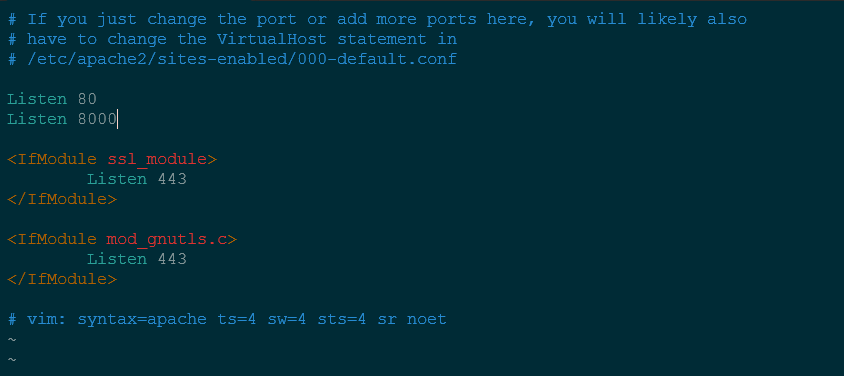 # If you just change the port or add more ports here, you will likely also
# have to change the VirtualHost statement in
# /etc/apache2/sites-enabled/000-default.conf
Listen 80
Listen 8000
<IfModule ssl_module>
Listen 443
</IfModule>
<IfModule mod_gnutls.c>
Listen 443
</IfModule>
# vim: syntax=apache ts=4 sw=4 sts=4 sr noet
~
~